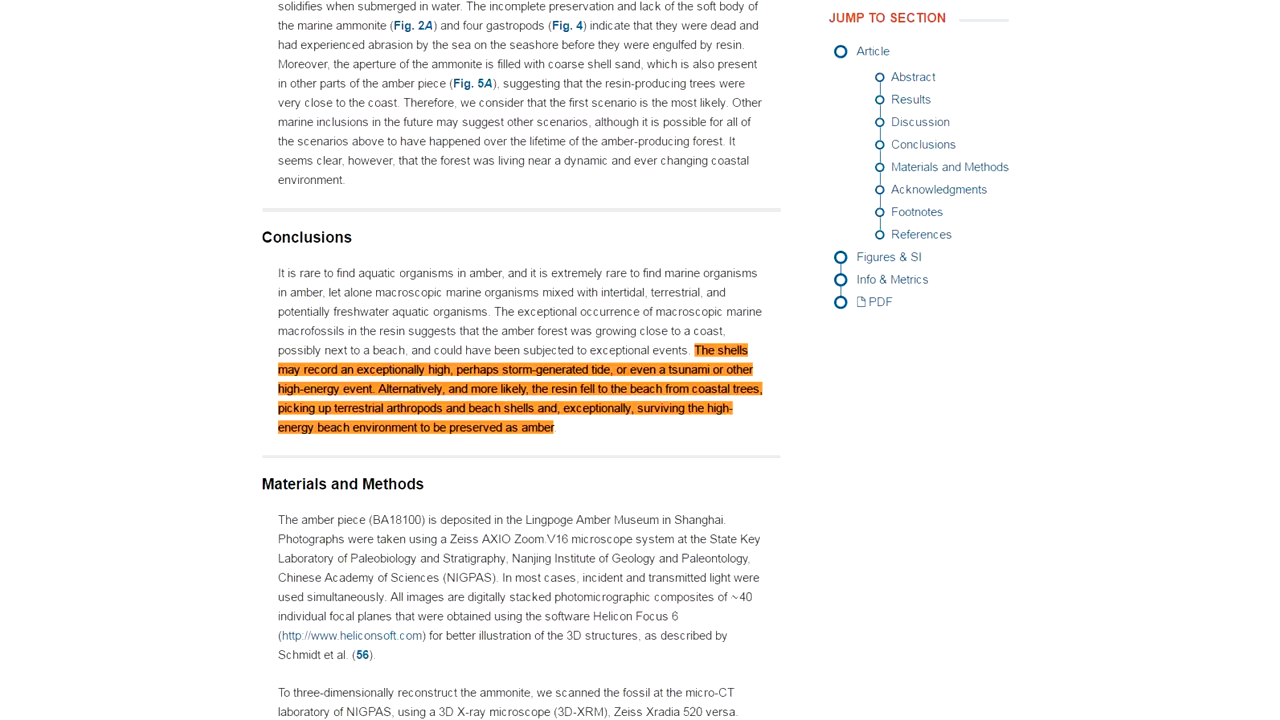 solidifies when submerged in water. The incomplete preservation and lack of the soft body of
the marine ammonite (Fig. 2A) and four gastropods (Fig. 4) indicate that they were dead and
had experienced abrasion by the sea on the seashore before they were engulfed by resin.
Moreover, the aperture of the ammonite is filled with coarse shell sand, which is also present
in other parts of the amber piece (Fig. 5A), suggesting that the resin-producing trees were
very close to the coast. Therefore, we consider that the first scenario is the most likely. Other
marine inclusions in the future may suggest other scenarios, although it is possible for all of
the scenarios above to have happened over the lifetime of the amber-producing forest. It
seems clear, however, that the forest was living near a dynamic and ever changing coastal
environment.
Conclusions
It is rare to find aquatic organisms in amber, and it is extremely rare to find marine organisms
in amber, let alone macroscopic marine organisms mixed with intertidal, terrestrial, and
potentially freshwater aquatic organisms. The exceptional occurrence of macroscopic marine
macrofossils in the resin suggests that the amber forest was growing close to a coast,
possibly next to a beach, and could have been subjected to exceptional events. The shells
may record an exceptionally high, perhaps storm-generated tide, or even a tsunami or other
high-energy event. Alternatively, and more likely, the resin fell to the beach from coastal trees,
picking up terrestrial arthropods and beach shells and, exceptionally, surviving the high-
energy beach environment to be preserved as amber
Materials and Methods
The amber piece (BA18100) is deposited in the Lingpoge Amber Museum in Shanghai.
Photographs were taken using a Zeiss AXIO Zoom.V16 microscope system at the State Key
Laboratory of Paleobiology and Stratigraphy, Nanjing Institute of Geology and Paleontology,
Chinese Academy of Sciences (NIGPAS). In most cases, incident and transmitted light were
used simultaneously. All images are digitally stacked photomicrographic composites of ~40
individual focal planes that were obtained using the software Helicon Focus 6
(http://www.heliconsoft.com) for better illustration of the 3D structures, as described by
Schmidt et al. (56).
To three-dimensionally reconstruct the ammonite, we scanned the fossil at the micro-CT
laboratory of NIGPAS, using a 3D X-ray microscope (3D-XRM), Zeiss Xradia 520 versa.
JUMP TO SECTION
Article
Abstract
Results
Discussion
Conclusions
Materials and Methods
Acknowledgments
Footnotes
References
Figures & SI
Info & Metrics
PDF